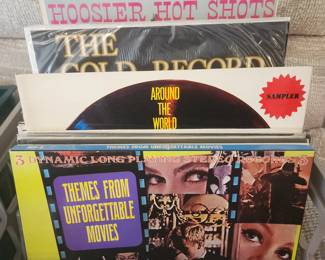 HOOSIER HOT SHOTS
THE
GOLD RECORD
AROUND
THE
WORLD
SAMPLER
THEMES FROM UNFORGETTABLE MOVIES
3 DYNAMIC LONG PLAYING STEREO RECORDS 3
THEMES FROM
UNFORGETTABLE
MOVIES